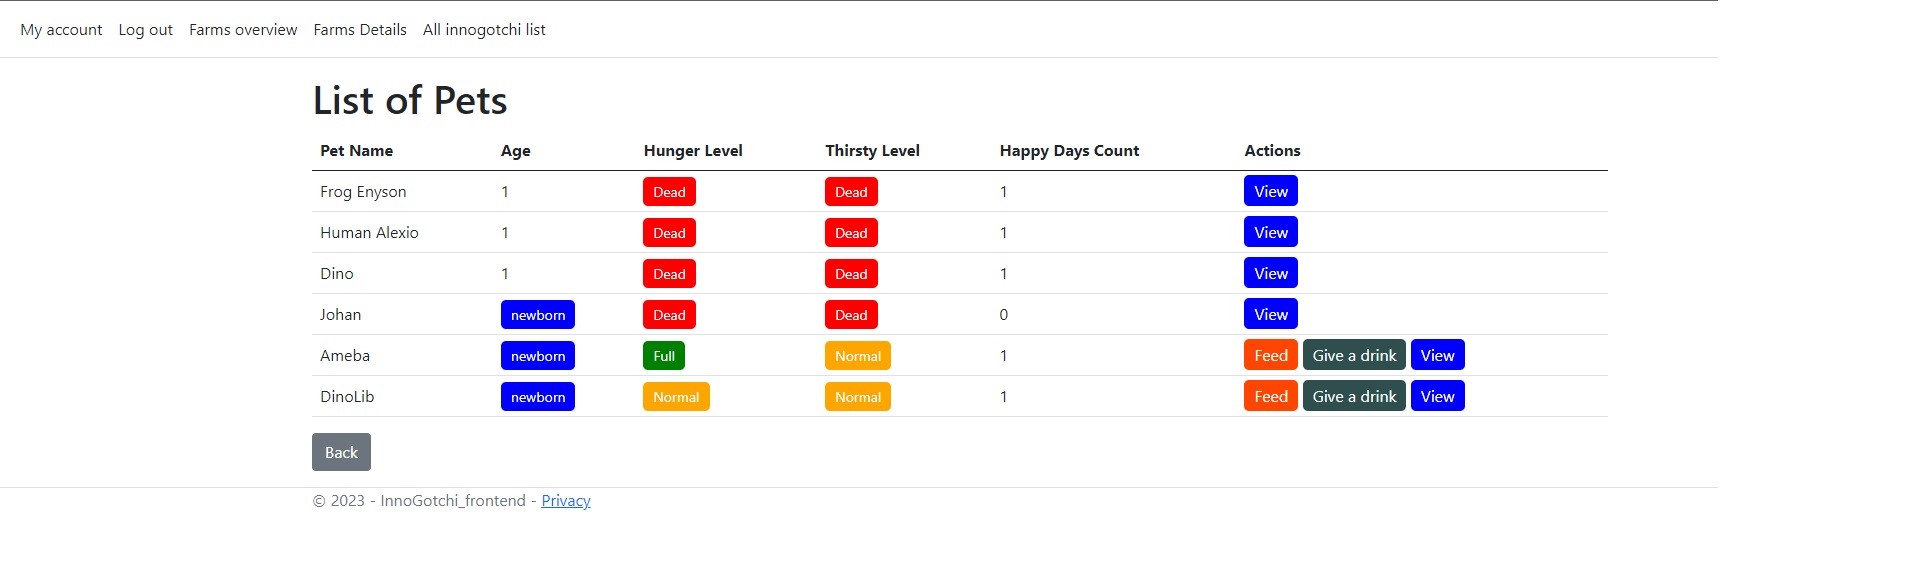 My account Log out Farms overview Farms Details All innogotchi list
List of Pets
Pet Name Age Hunger Level Thirsty Level Happy Days Count Actions
Frog Enyson 1 Dead Dead 1 View
Human Alexio 1 Dead Dead 1 View
Dino 1 Dead Dead 1 View
Johan newborn Dead Dead 0 View
Ameba newborn Full Normal 1 Feed Give a drink View
DinoLib newborn Normal Normal 1 Feed Give a drink View
Back
© 2023 - InnoGotchi_frontend - Privacy